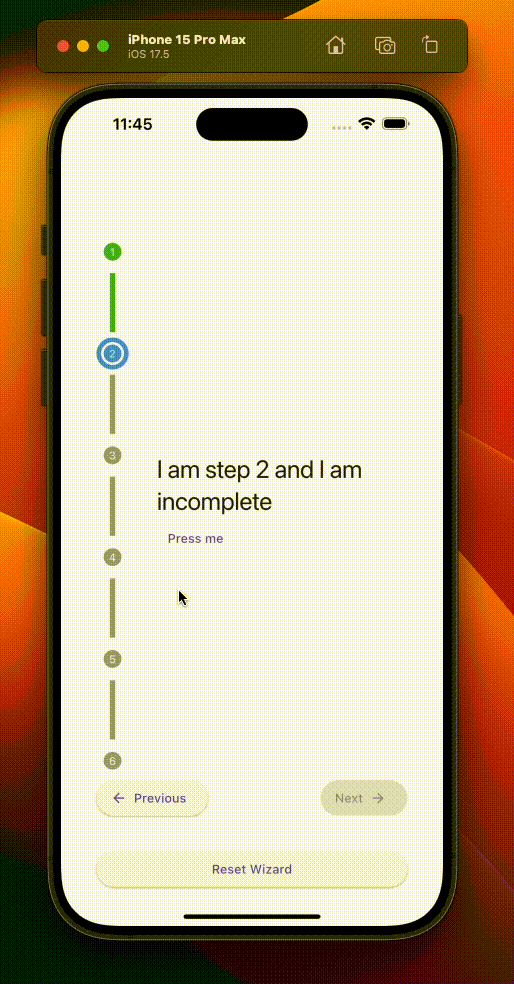 iPhone 15 Pro Max
iOS 17.5
11:45
1
2
3
I am step 2 and I am
incomplete
Press me
4
5
6
Previous
Next
Reset Wizard